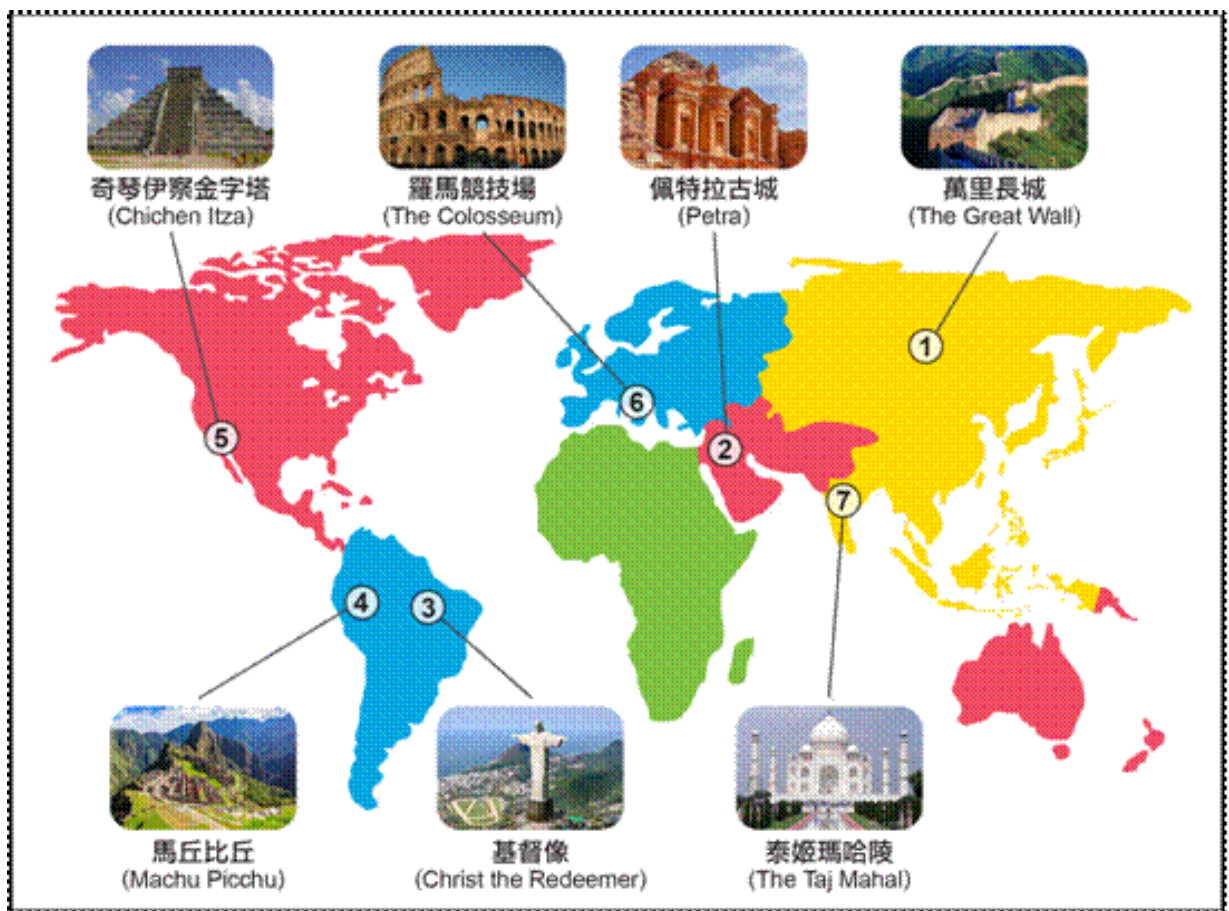 奇琴伊察金字塔
(Chichen Itza)
羅馬競技場
(The Colosseum)
佩特拉古城
(Petra)
萬里長城
(The Great Wall)
1
6
5
2
7
4
3
馬丘比丘
(Machu Picchu)
基督像
(Christ the Redeemer)
泰姬瑪哈陵
(The Taj Mahal)